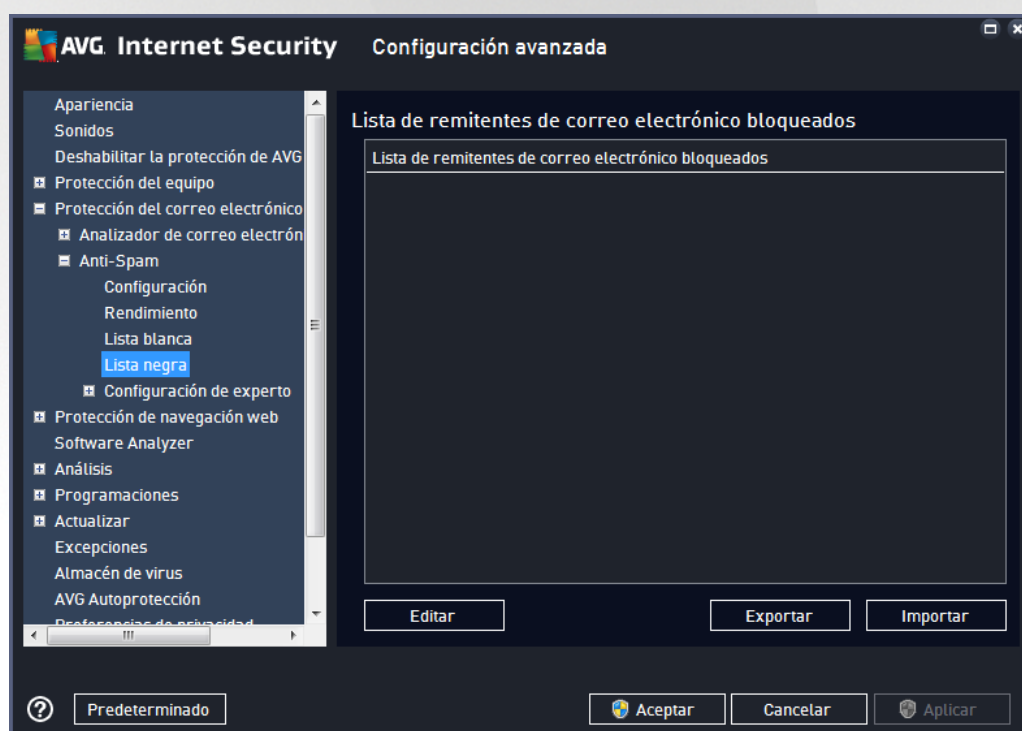 AVG. Internet Security Configuración avanzada
Apariencia
Sonidos
Deshabilitar la protección de AVG
Protección del equipo
Protección del correo electrónico
Analizador de correo electrón
Anti-Spam
Configuración
Rendimiento
Lista blanca
Lista negra
Configuración de experto
Protección de navegación web
Software Analyzer
Análisis
Programaciones
Actualizar
Excepciones
Almacén de virus
AVG Autoprotección
Preferencias de privacidad
Lista de remitentes de correo electrónico bloqueados
Lista de remitentes de correo electrónico bloqueados
Editar
Exportar
Importar
? Predeterminado
Aceptar
Cancelar
Aplicar